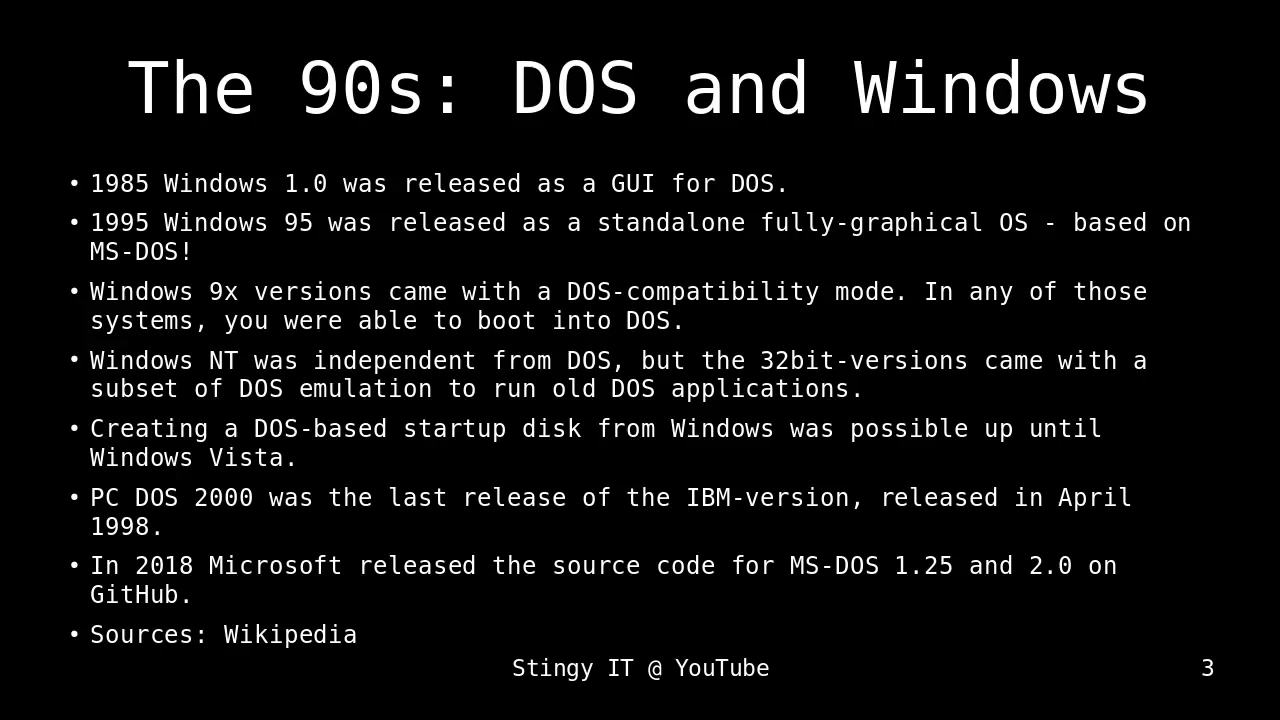 The 90s: DOS and Windows
• 1985 Windows 1.0 was released as a GUI for DOS.
• 1995 Windows 95 was released as a standalone fully-graphical OS - based on
MS-DOS!
• Windows 9x versions came with a DOS-compatibility mode. In any of those
systems, you were able to boot into DOS.
• Windows NT was independent from DOS, but the 32bit-versions came with a
subset of DOS emulation to run old DOS applications.
• Creating a DOS-based startup disk from Windows was possible up until
Windows Vista.
• PC DOS 2000 was the last release of the IBM-version, released in April
1998.
• In 2018 Microsoft released the source code for MS-DOS 1.25 and 2.0 on
GitHub.
• Sources: Wikipedia
Stingy IT @ YouTube
3